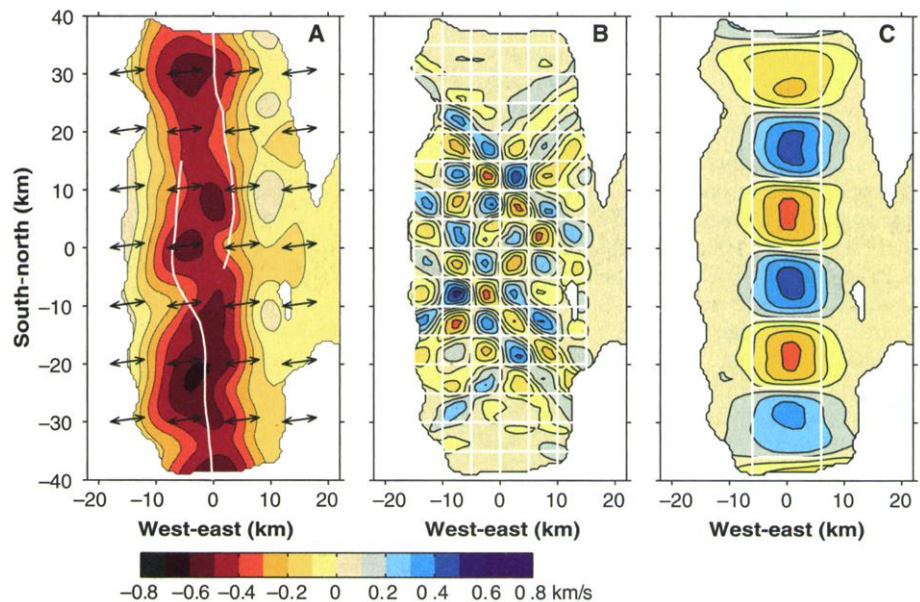 A
B
C
South-north (km)
40
30
20
10
0
−10
−20
−30
−40
−20 −10 0 10 20
−20 −10 0 10 20
−20 −10 0 10 20
West-east (km)
West-east (km)
West-east (km)
−0.8 −0.6 −0.4 −0.2 0 0.2 0.4 0.6 0.8 km/s